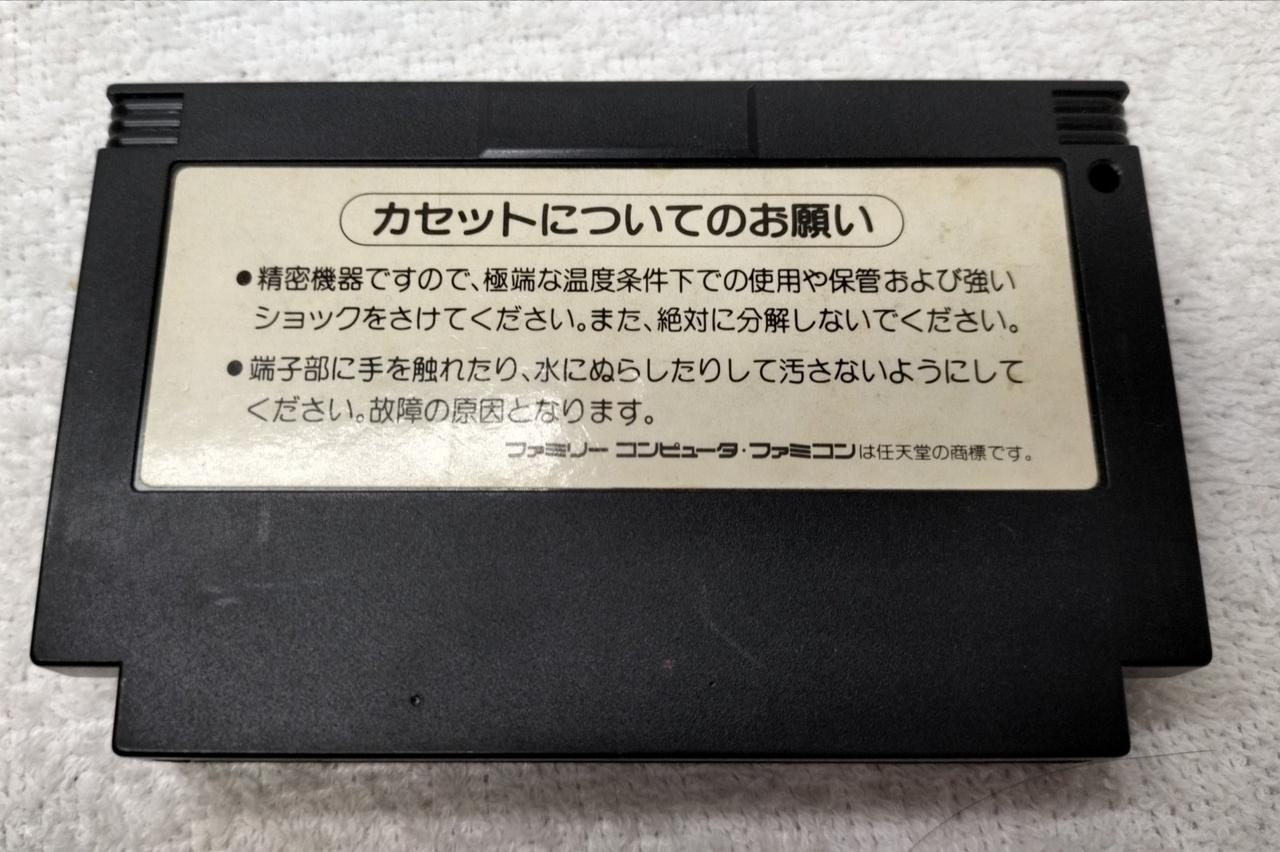 カセットについてのお願い
●精密機器ですので、極端な温度条件下での使用や保管および強い
ショックをさけてください。また、絶対に分解しないでください。
●端子部に手を触れたり、水にぬらしたりして汚さないようにして
ください。故障の原因となります。
ファミリー コンピュータ・ファミコンは任天堂の商標です。